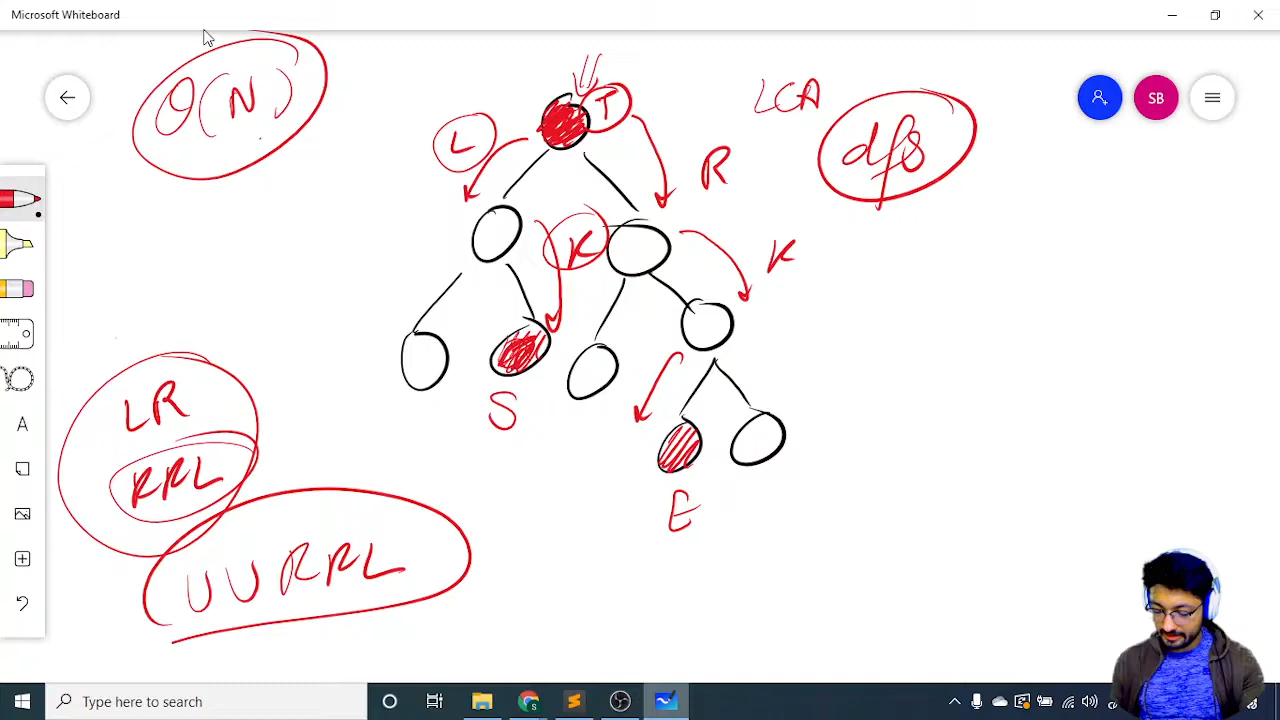 Microsoft Whiteboard
O(N)
T
LCA
dfs
L
R
R
R
SB
S
LR
RRL
E
UURRL
A
Type here to search